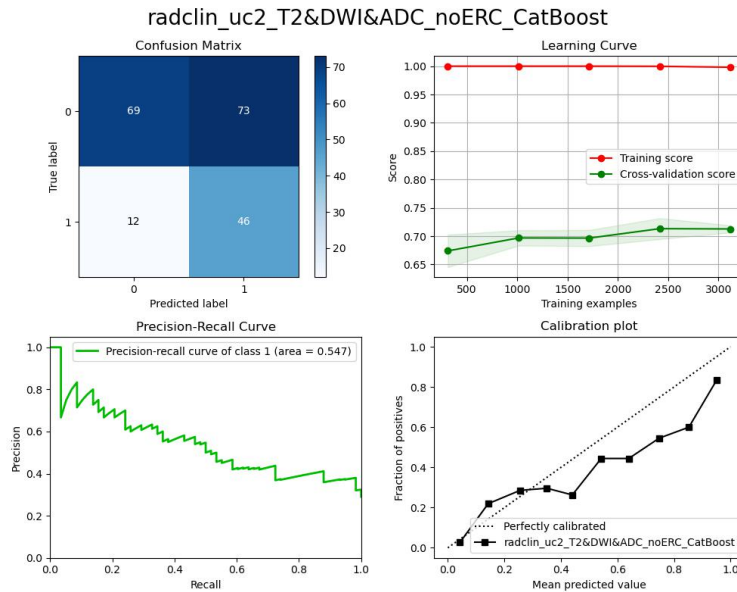 radclin_uc2_T2&DWI&ADC_noERC_CatBoost
Confusion Matrix
0
1
True label
69
73
12
46
0
1
Predicted label
70
60
50
40
30
20
Learning Curve
1.00
0.95
0.90
0.85
0.80
0.75
0.70
0.65
Score
Training score
Cross-validation score
500
1000
1500
2000
2500
3000
Training examples
Precision-Recall Curve
1.0
0.8
0.6
0.4
0.2
0.0
Precision
Precision-recall curve of class 1 (area = 0.547)
0.0
0.2
0.4
0.6
0.8
1.0
Recall
Calibration plot
1.0
0.8
0.6
0.4
0.2
0.0
Fraction of positives
Perfectly calibrated
radclin_uc2_T2&DWI&ADC_noERC_CatBoost
0.0
0.2
0.4
0.6
0.8
1.0
Mean predicted value